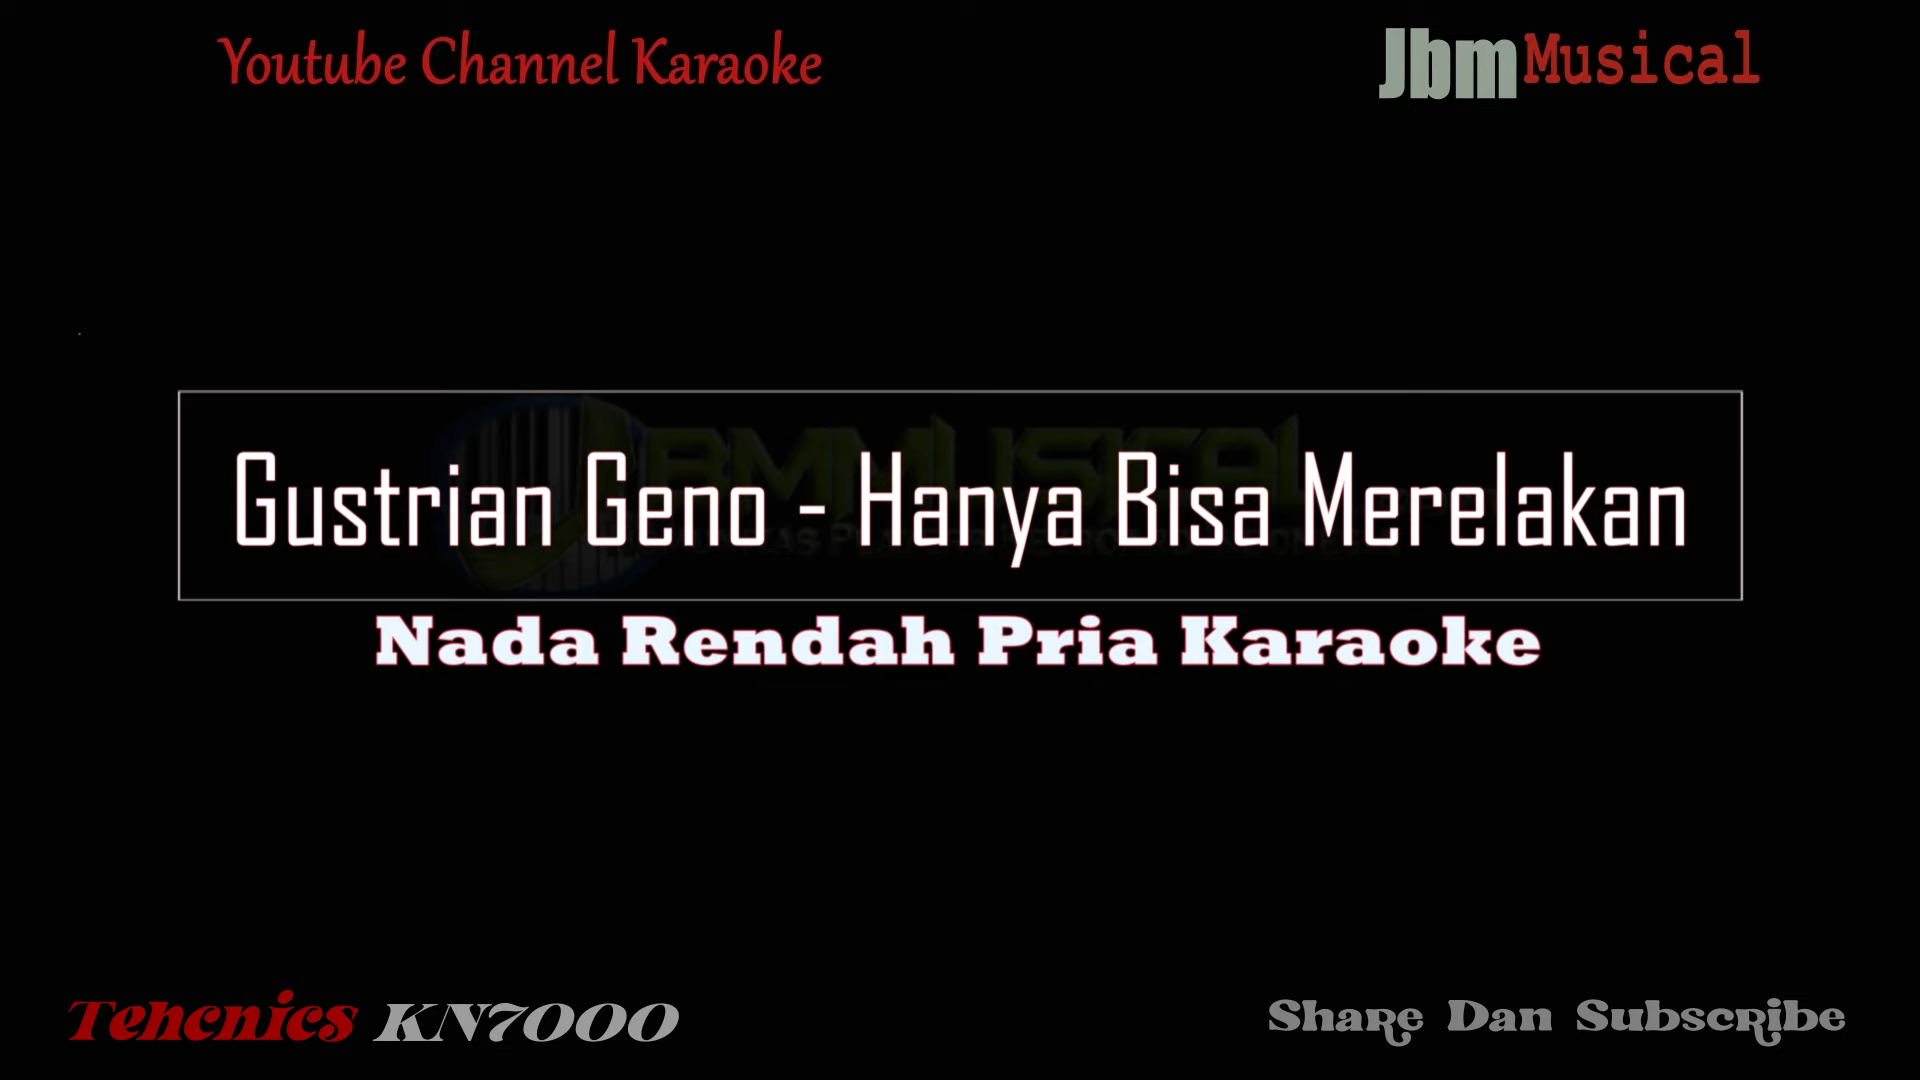 Youtube Channel Karaoke
JbmMusical
Gustrian Geno - Hanya Bisa Merelakan
Nada Rendah Pria Karaoke
Tehcnics KN7000
Share Dan Subscribe